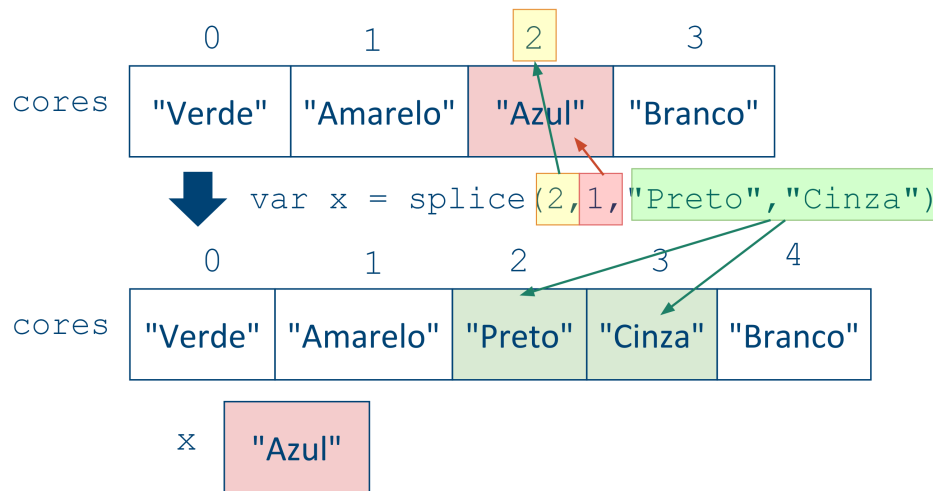 0 1 2 3
cores "Verde" "Amarelo" "Azul" "Branco"
var x = splice(2,1,"Preto","Cinza")
0 1 2 3 4
cores "Verde" "Amarelo" "Preto" "Cinza" "Branco"
x "Azul"